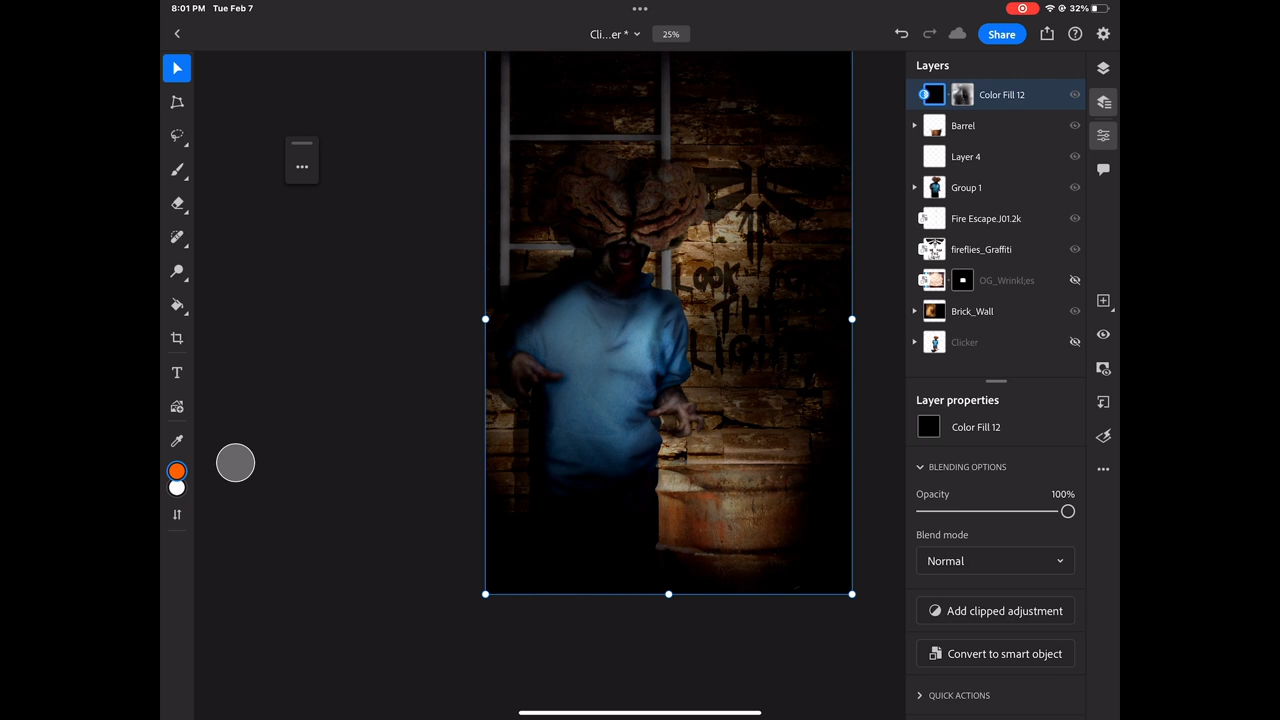 8:01 PM Tue Feb 7
32%
Cli...er *
25%
Share
Layers
Color Fill 12
Barrel
Layer 4
Group 1
Fire Escape.J01.2k
fireflies_Graffiti
OG_Wrinkl;es
Brick_Wall
Clicker
LOOK FOR
THE
LIGHT
T
Layer properties
Color Fill 12
BLENDING OPTIONS
Opacity 100%
Blend mode
Normal
Add clipped adjustment
Convert to smart object
QUICK ACTIONS